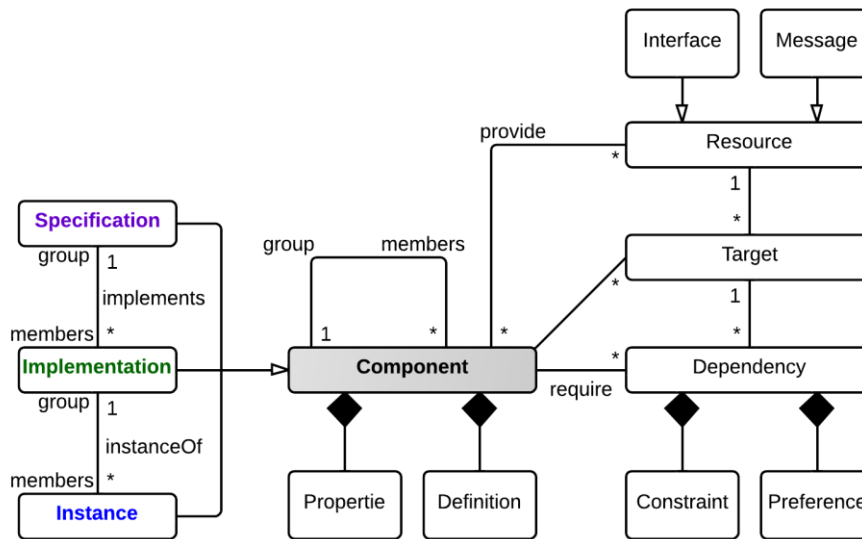 Interface
Message
provide
*
Resource
1
*
Specification
group
1
implements
members
*
group
members
Target
*
1
*
1
*
*
Implementation
Component
*
Dependency
require
group
1
instanceOf
members
*
Propertie
Definition
Constraint
Preference
Instance